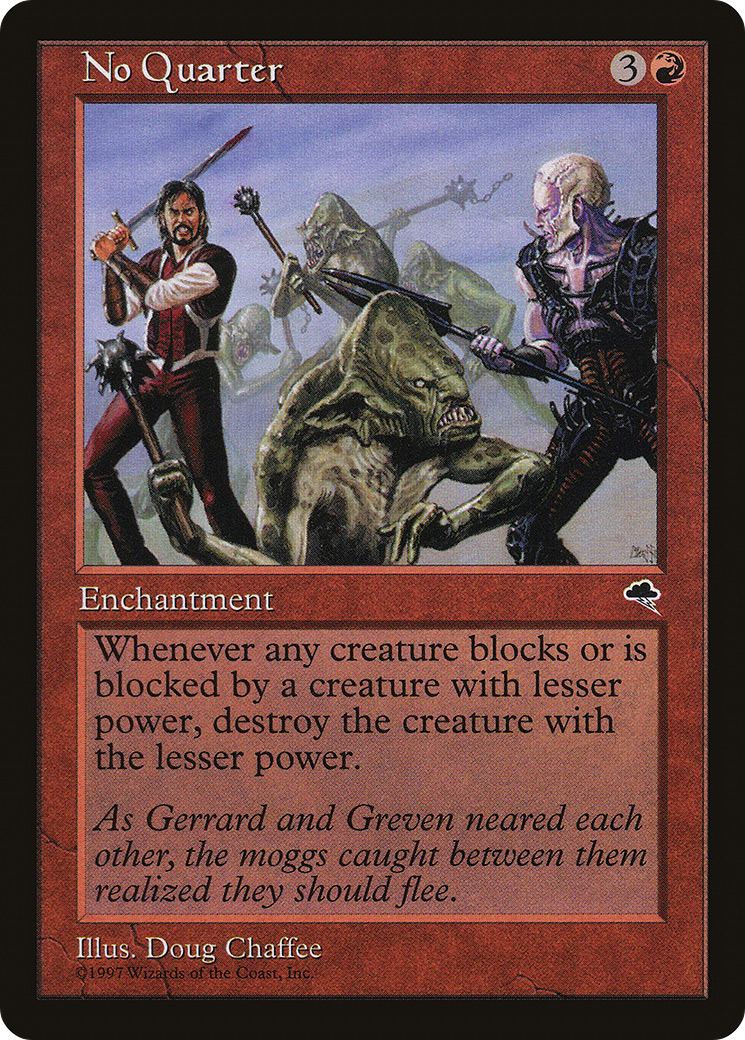 No Quarter
3
Enchantment
Whenever any creature blocks or is
blocked by a creature with lesser
power, destroy the creature with
the lesser power.
As Gerrard and Greven neared each
other, the moggs caught between them
realized they should flee.
Illus. Doug Chaffee
©1997 Wizards of the Coast, Inc.